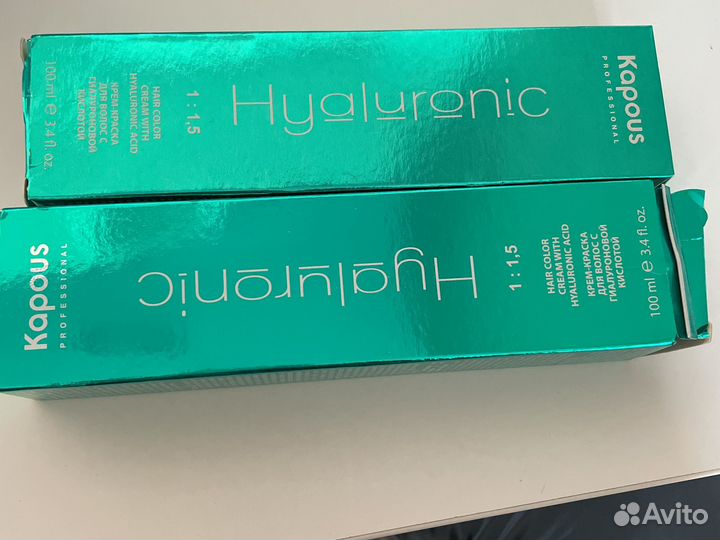 Kapous
PROFESSIONAL
Hyaluronic
1 : 1,5
HAIR COLOR
CREAM WITH
HYALURONIC ACID
КРЕМ-КРАСКА
ДЛЯ ВОЛОС С
ГИАЛУРОНОВОЙ
КИСЛОТОЙ
100 ml e 3.4 fl. oz.
Kapous
PROFESSIONAL
Hyaluronic
1 : 1,5
HAIR COLOR
CREAM WITH
HYALURONIC ACID
КРЕМ-КРАСКА
ДЛЯ ВОЛОС С
ГИАЛУРОНОВОЙ
КИСЛОТОЙ
100 ml e 3.4 fl. oz.
Avito